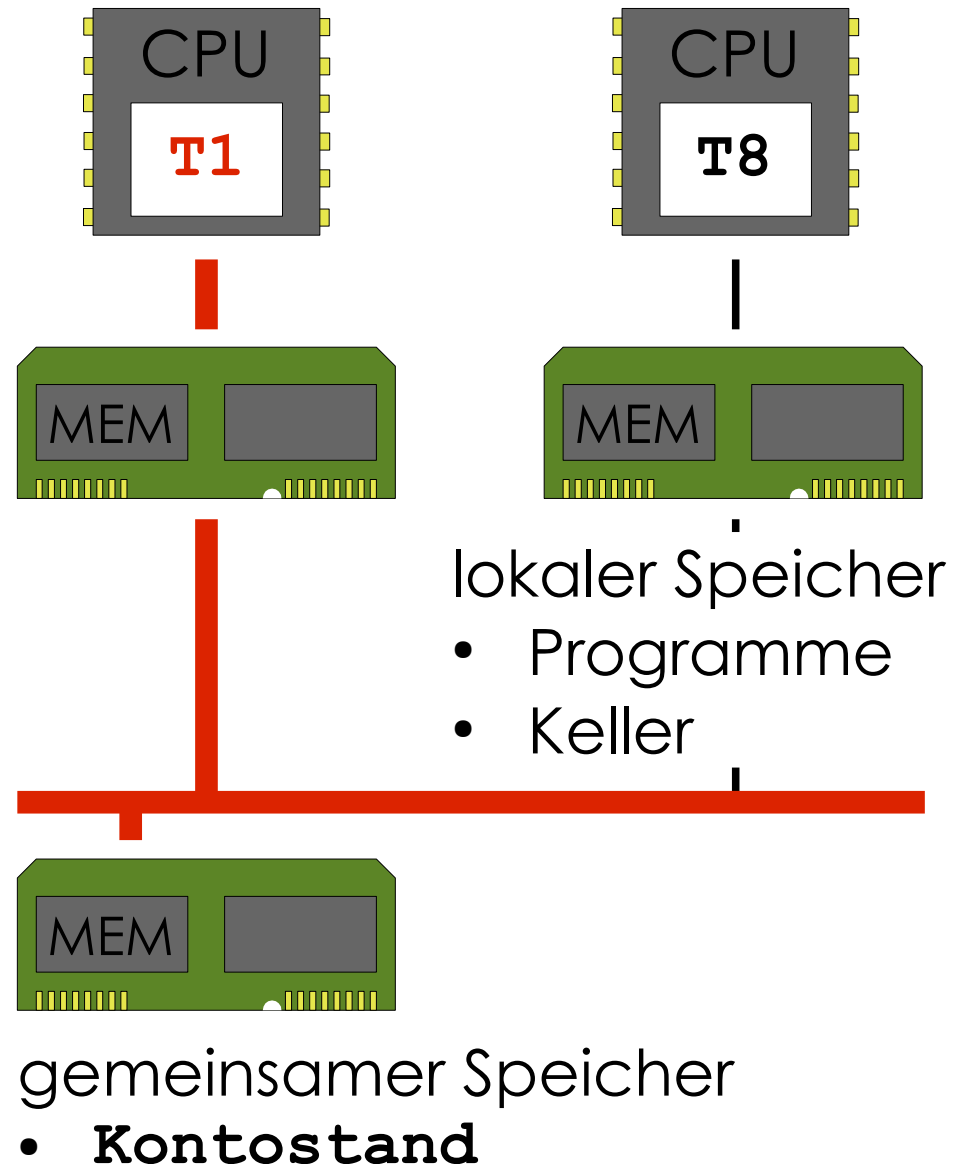 CPU
CPU
T1
T8
MEM
MEM
lokaler Speicher
• Programme
• Keller
MEM
gemeinsamer Speicher
• Kontostand